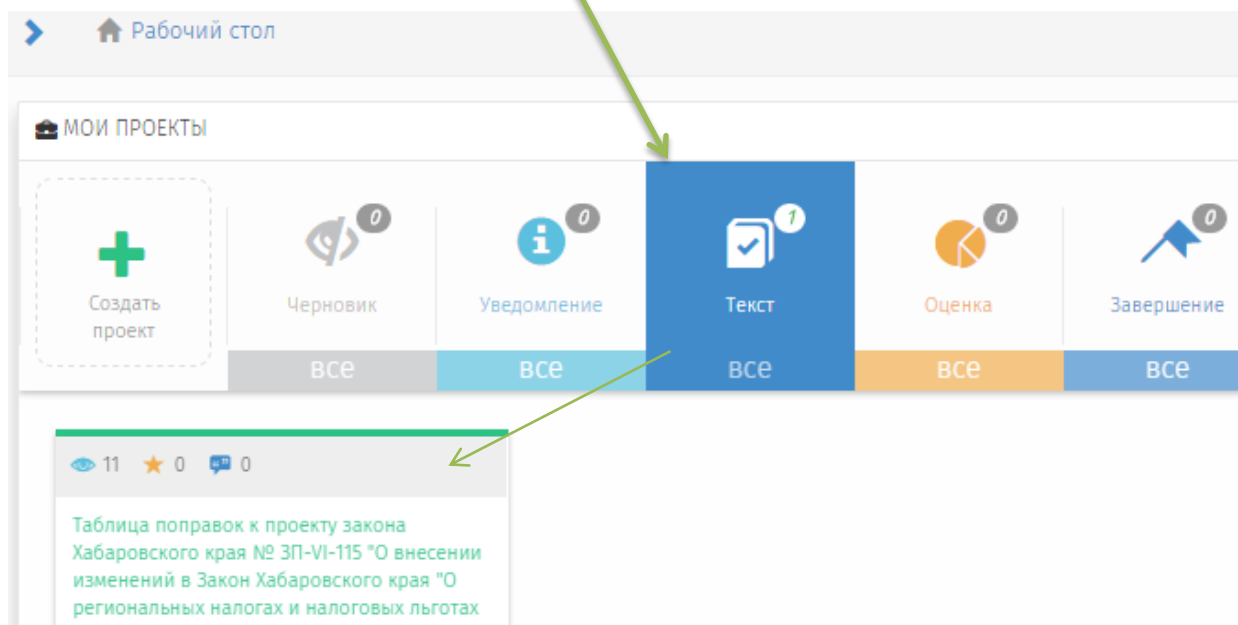 Рабочий стол
МОИ ПРОЕКТЫ
0 0 1 0 0
Создать проект
Черновик
Уведомление
Текст
Оценка
Завершение
все все все все все
11 0 0
Таблица поправок к проекту закона
Хабаровского края № ЗП-VI-115 "О внесении
изменений в Закон Хабаровского края "О
региональных налогах и налоговых льготах